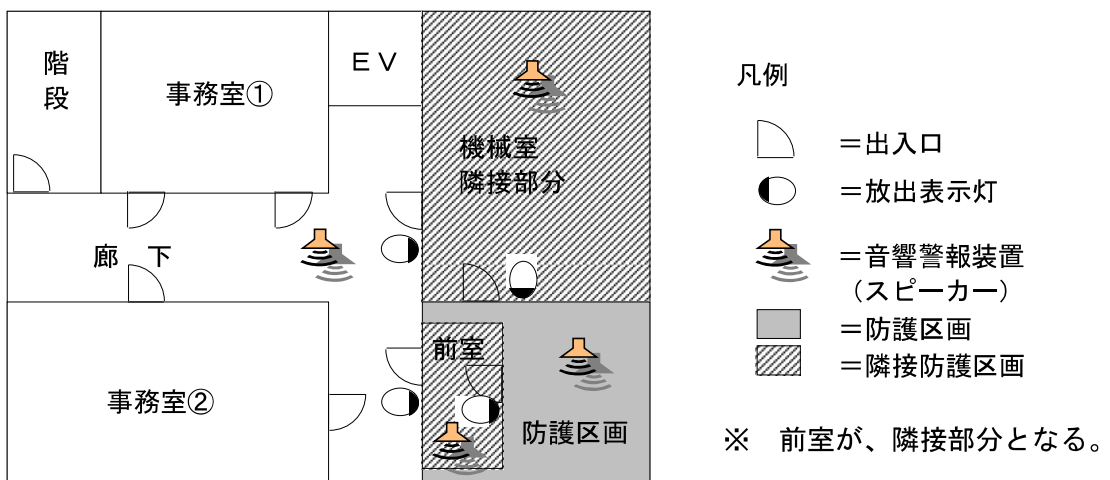 階
段
事務室①
ＥＶ
機械室
隣接部分
廊　下
前室
事務室②
防護区画
凡例
＝出入口
＝放出表示灯
＝音響警報装置
（スピーカー）
＝防護区画
＝隣接防護区画
※　前室が、隣接部分となる。